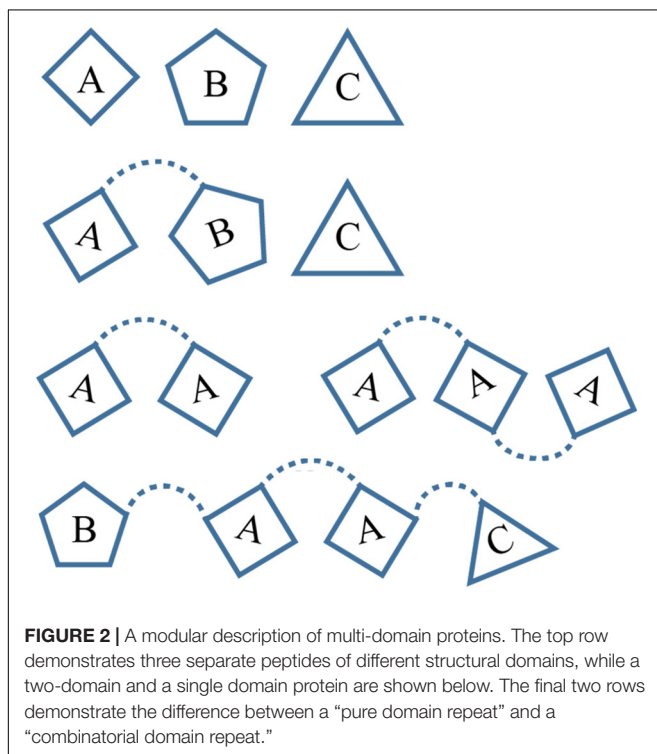 A B C
A B C
A A A A A
B A A C
FIGURE 2 | A modular description of multi-domain proteins. The top row
demonstrates three separate peptides of different structural domains, while a
two-domain and a single domain protein are shown below. The final two rows
demonstrate the difference between a “pure domain repeat” and a
“combinatorial domain repeat.”